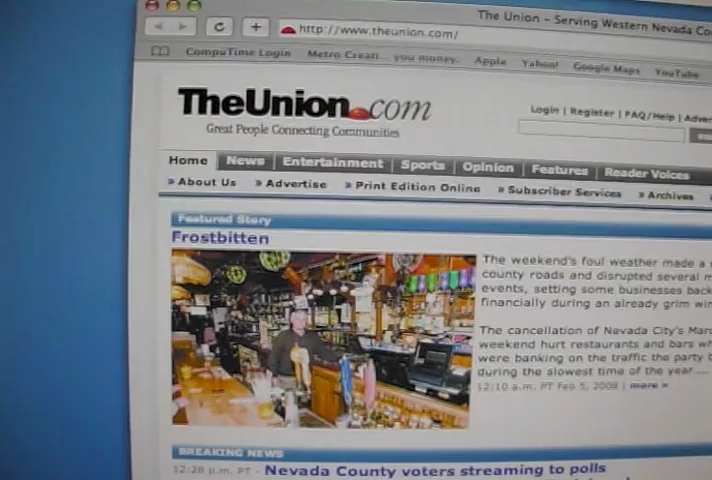 The Union - Serving Western Nevada Co
http://www.theunion.com/
CompuTime Login Metro Creati... you money. Apple Yahoo! Google Maps YouTube
TheUnion.com
Great People Connecting Communities
Login | Register | FAQ/Help | Adver
Home News Entertainment Sports Opinion Features Reader Voices
» About Us » Advertise » Print Edition Online » Subscriber Services » Archives »
Featured Story
Frostbitten
The weekend's foul weather made a
county roads and disrupted several m
events, setting some businesses back
financially during an already grim win
The cancellation of Nevada City's Mard
weekend hurt restaurants and bars wh
were banking on the traffic the party b
during the slowest time of the year....
12:10 a.m. PT Feb 5, 2008 | more »
BREAKING NEWS
12:28 p.m. PT - Nevada County voters streaming to polls